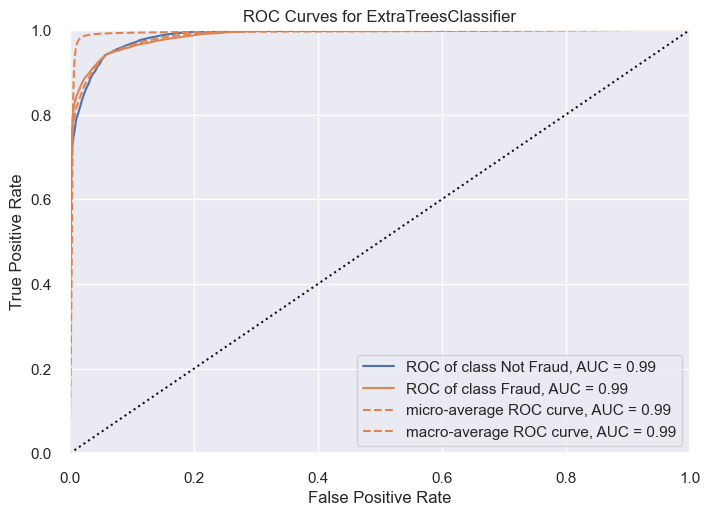 ROC Curves for ExtraTreesClassifier
True Positive Rate
1.0
0.8
0.6
0.4
0.2
0.0
ROC of class Not Fraud, AUC = 0.99
ROC of class Fraud, AUC = 0.99
micro-average ROC curve, AUC = 0.99
macro-average ROC curve, AUC = 0.99
0.0 0.2 0.4 0.6 0.8 1.0
False Positive Rate